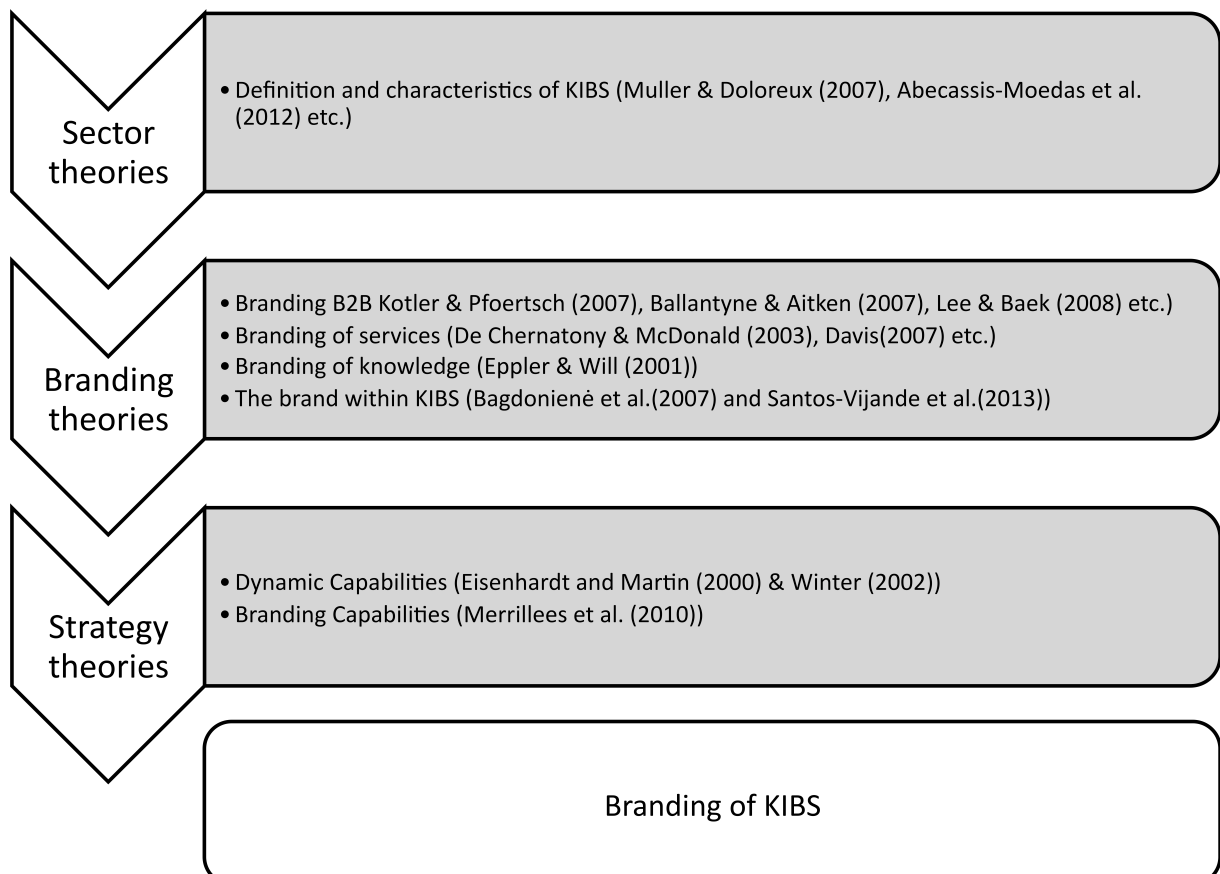 Sector
theories
• Definition and characteristics of KIBS (Muller & Doloreux (2007), Abecassis-Moedas et al.
(2012) etc.)
Branding
theories
• Branding B2B Kotler & Pfoertsch (2007), Ballantyne & Aitken (2007), Lee & Baek (2008) etc.)
• Branding of services (De Chernatony & McDonald (2003), Davis(2007) etc.)
• Branding of knowledge (Eppler & Will (2001))
• The brand within KIBS (Bagdonienė et al.(2007) and Santos-Vijande et al.(2013))
Strategy
theories
• Dynamic Capabilities (Eisenhardt and Martin (2000) & Winter (2002))
• Branding Capabilities (Merrillees et al. (2010))
Branding of KIBS